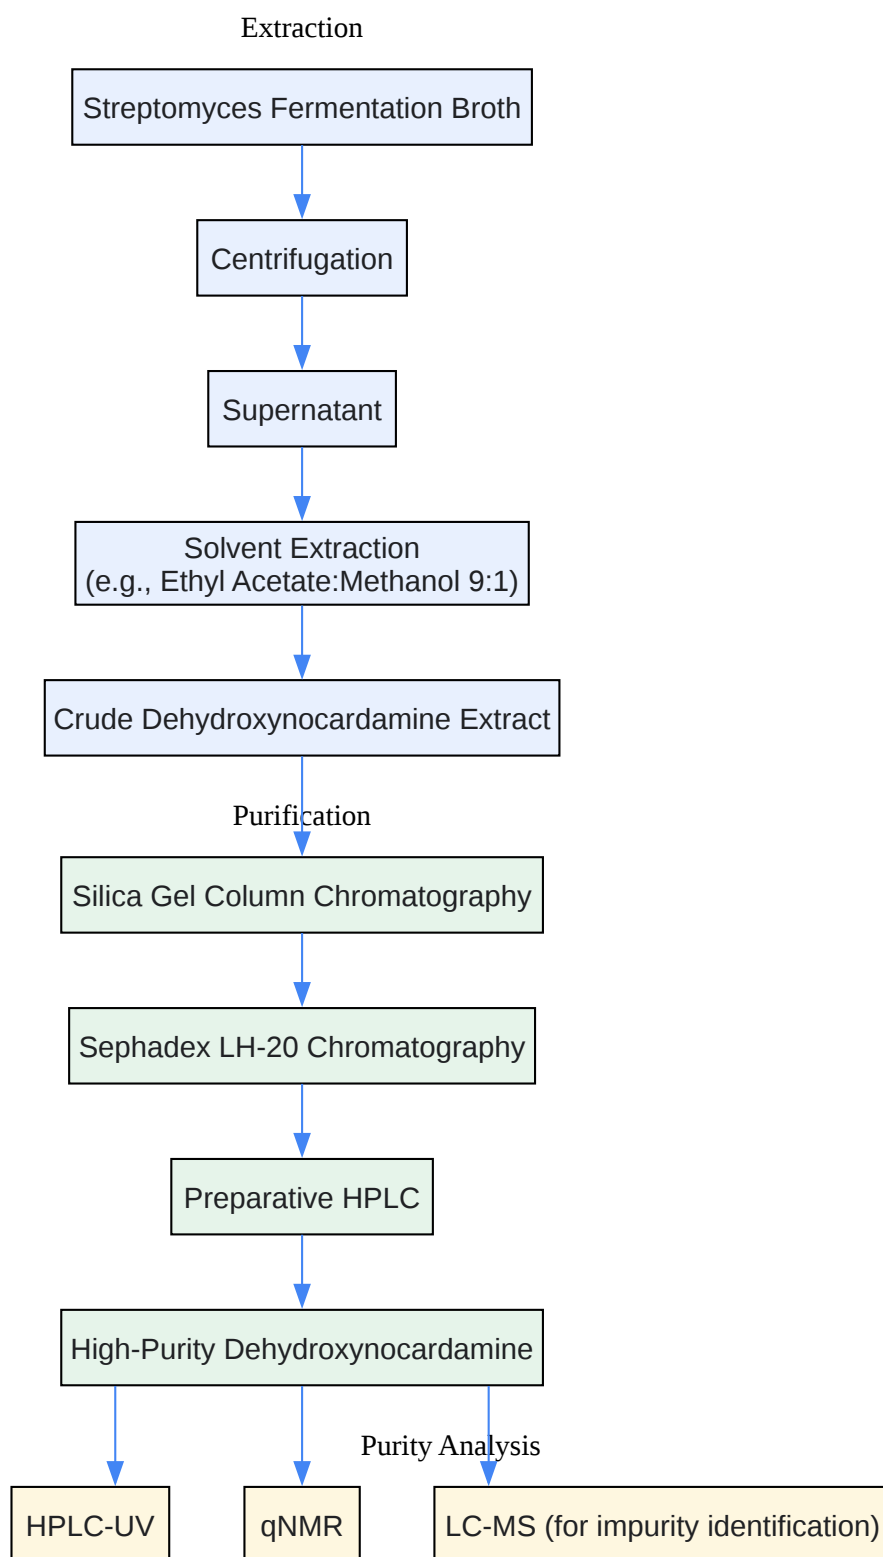 Extraction
Streptomyces Fermentation Broth
Centrifugation
Supernatant
Solvent Extraction
(e.g., Ethyl Acetate:Methanol 9:1)
Crude Dehydroxynocardamine Extract
Purification
Silica Gel Column Chromatography
Sephadex LH-20 Chromatography
Preparative HPLC
High-Purity Dehydroxynocardamine
Purity Analysis
HPLC-UV
qNMR
LC-MS (for impurity identification)